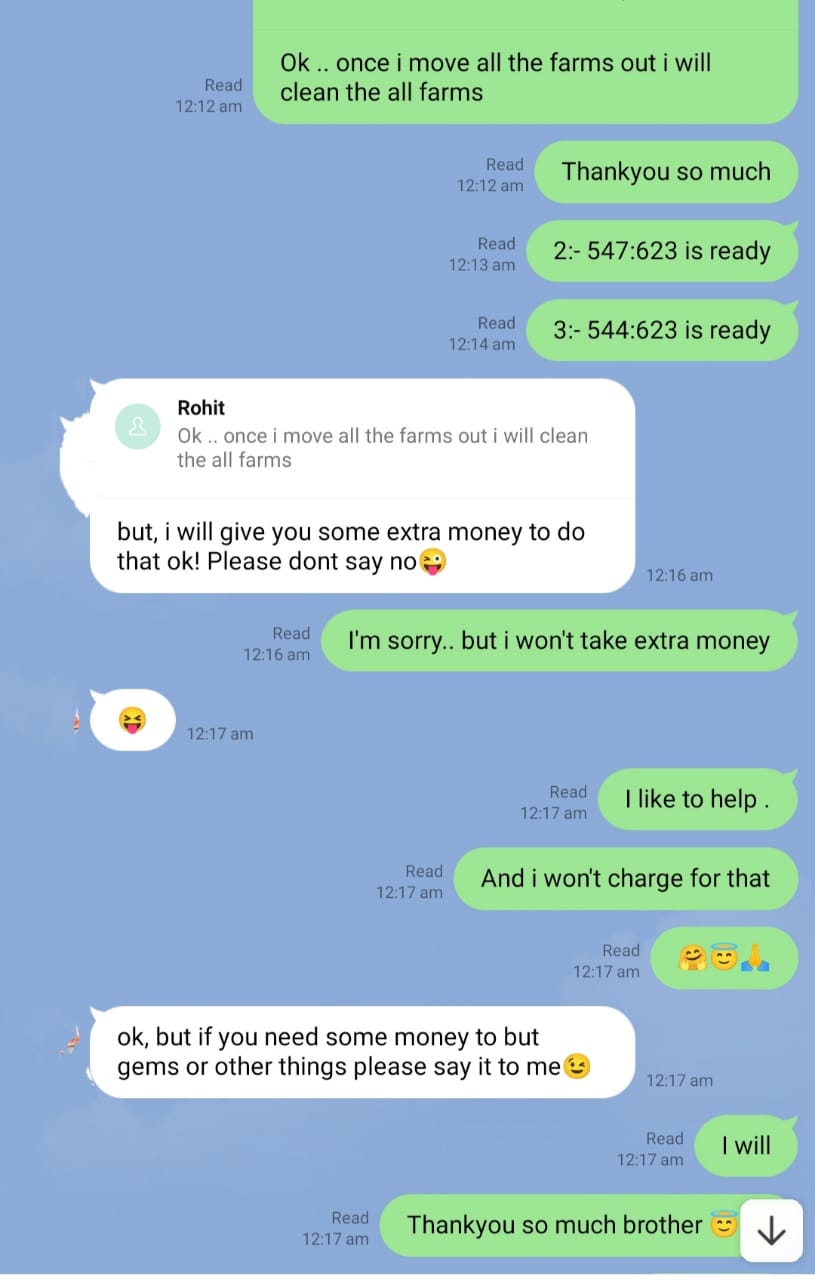 Ok .. once i move all the farms out i will
clean the all farms
Read
12:12 am
Thankyou so much
Read
12:12 am
2:- 547:623 is ready
Read
12:13 am
3:- 544:623 is ready
Read
12:14 am
Rohit
Ok .. once i move all the farms out i will clean
the all farms
but, i will give you some extra money to do
that ok! Please dont say no😜
12:16 am
I'm sorry.. but i won't take extra money
Read
12:16 am
😝
12:17 am
I like to help .
Read
12:17 am
And i won't charge for that
Read
12:17 am
🤗😇🙏
Read
12:17 am
ok, but if you need some money to but
gems or other things please say it to me😉
12:17 am
I will
Read
12:17 am
Thankyou so much brother 😇
Read
12:17 am